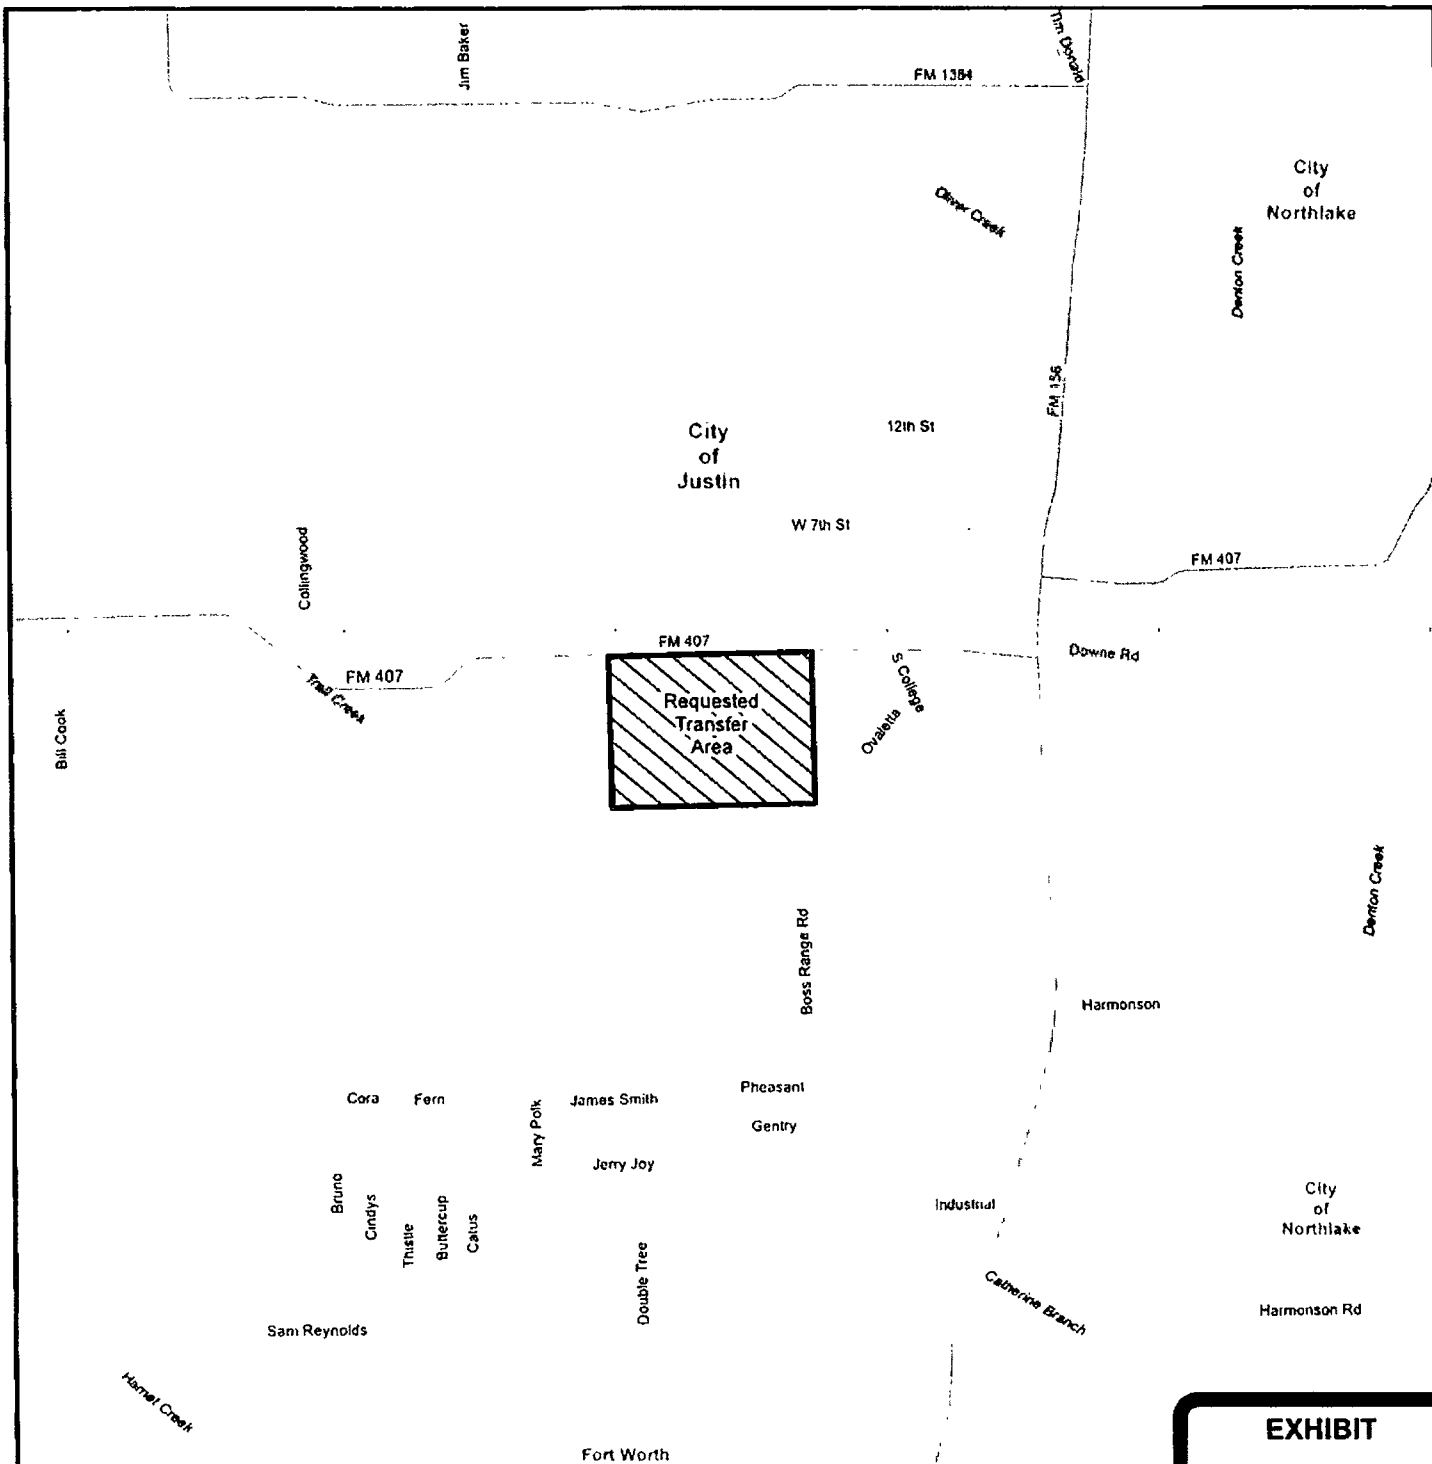 Jim Baker
Tim Donald
FM 1384
City
of
Northlake
Oliver Creek
Denton Creek
FM 156
12th St
City
of
Justin
W 7th St
Collingwood
FM 407
FM 407
Downe Rd
S College
FM 407
Trail Creek
Requested
Transfer
Area
Ovaletta
Bill Cook
Denton Creek
Boss Range Rd
Harmonson
Pheasant
Cora
Fern
James Smith
Mary Polk
Gentry
Jerry Joy
Bruno
Cindys
Thistle
Buttercup
Catus
Industrial
City
of
Northlake
Double Tree
Catherine Branch
Harmonson Rd
Sam Reynolds
Harriet Creek
EXHIBIT
Fort Worth